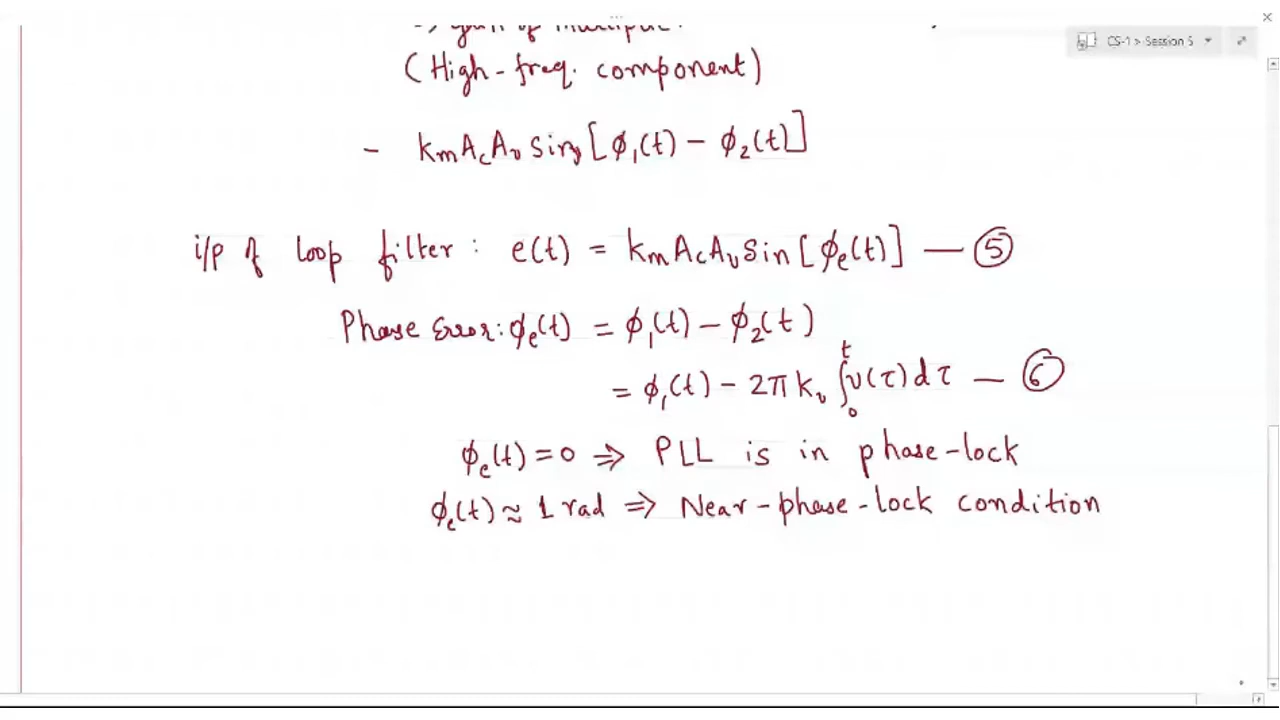 CS-1 > Session 5
of
(High-freq. component)
- kmAcAv Sin[ϕ₁(t) - ϕ₂(t)]
i/p of loop filter: e(t) = kmAcAv Sin[ϕe(t)] — ⑤
Phase Error: ϕe(t) = ϕ₁(t) - ϕ₂(t)
= ϕ₁(t) - 2π kv ∫₀ᵗ v(τ) dτ — ⑥
ϕe(t) = 0 ⇒ PLL is in phase-lock
ϕe(t) ≈ 1 rad ⇒ Near-phase-lock condition